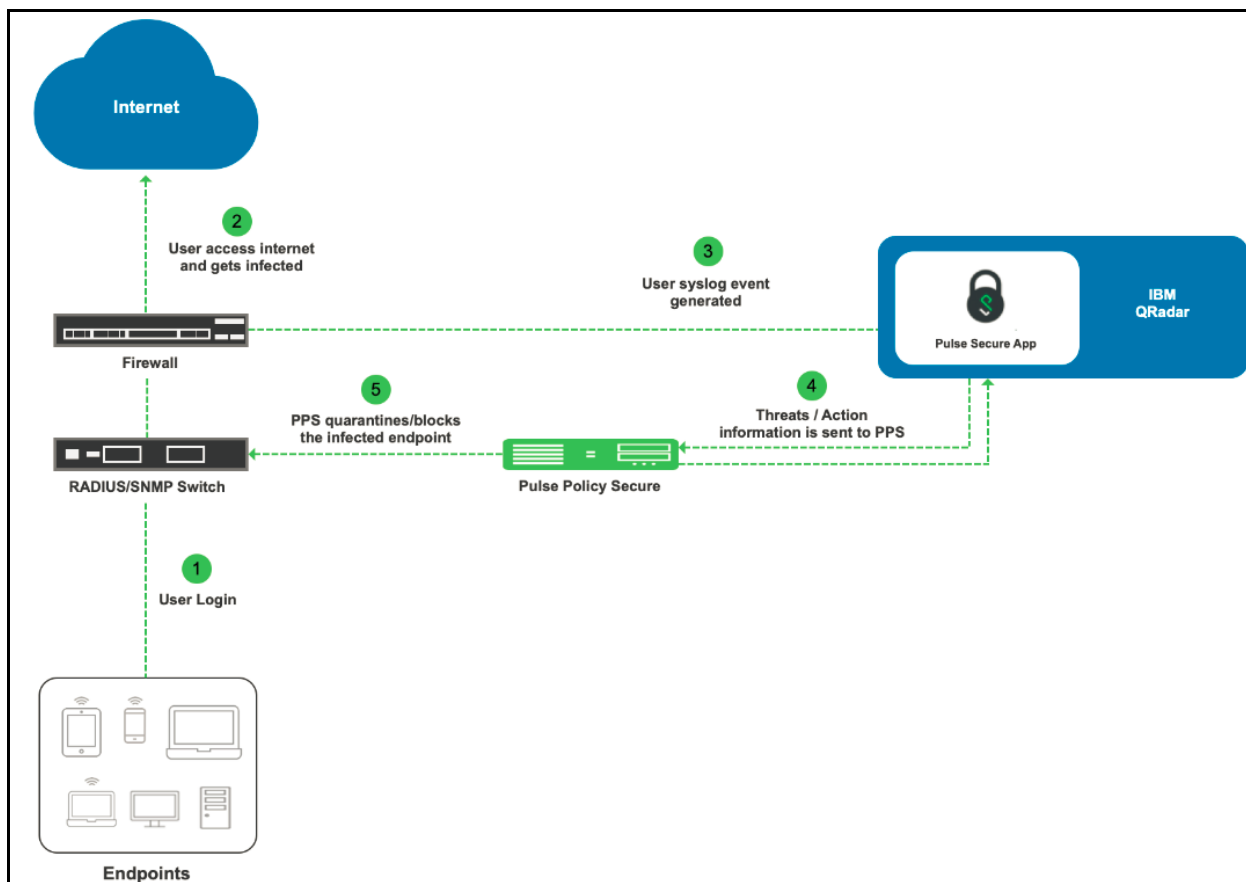 Internet
2
User access internet
and gets infected
3
User syslog event
generated
IBM
QRadar
Pulse Secure App
Firewall
5
PPS quarantines/blocks
the infected endpoint
4
Threats / Action
information is sent to PPS
RADIUS/SNMP Switch
Pulse Policy Secure
1
User Login
Endpoints